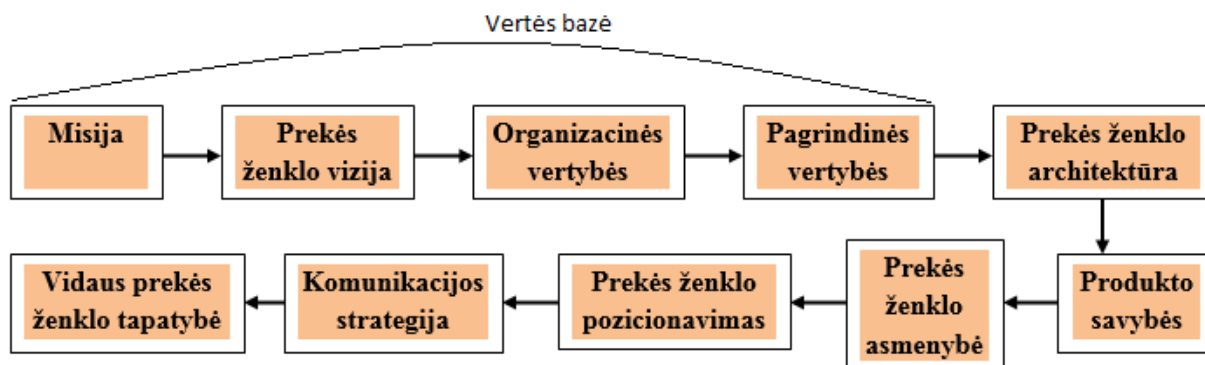 Vertės bazė
Misija
Prekės
ženklo vizija
Organizacinės
vertybės
Pagrindinės
vertybės
Prekės ženklo
architektūra
Produkto
savybės
Prekės
ženklo
asmenybė
Prekės ženklo
pozicionavimas
Komunikacijos
strategija
Vidaus prekės
ženklo tapatybė